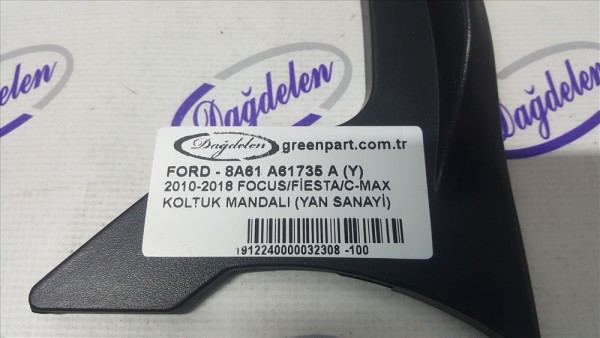 Dağdelen
Dağdelen
Dağdelen greenpart.com.tr
FORD - 8A61 A61735 A (Y)
2010-2018 FOCUS/FİESTA/C-MAX
KOLTUK MANDALI (YAN SANAYİ)
1912240000032308 -100